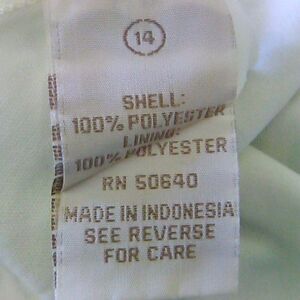 14
SHELL:
100% POLYESTER
LINING:
100% POLYESTER
RN 50640
MADE IN INDONESIA
SEE REVERSE
FOR CARE